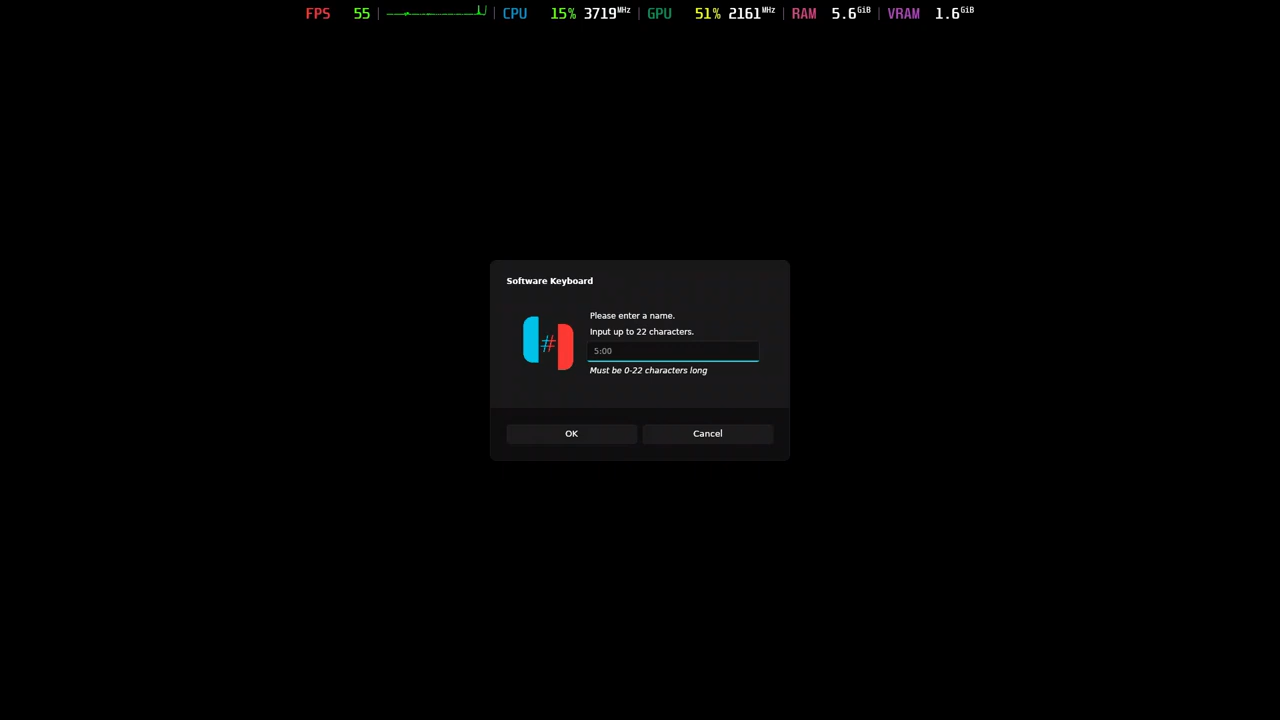 FPS 55 | CPU 15% 3719MHz | GPU 51% 2161MHz | RAM 5.6GiB | VRAM 1.6GiB
Software Keyboard
Please enter a name.
Input up to 22 characters.
#
5:00
Must be 0-22 characters long
OK Cancel